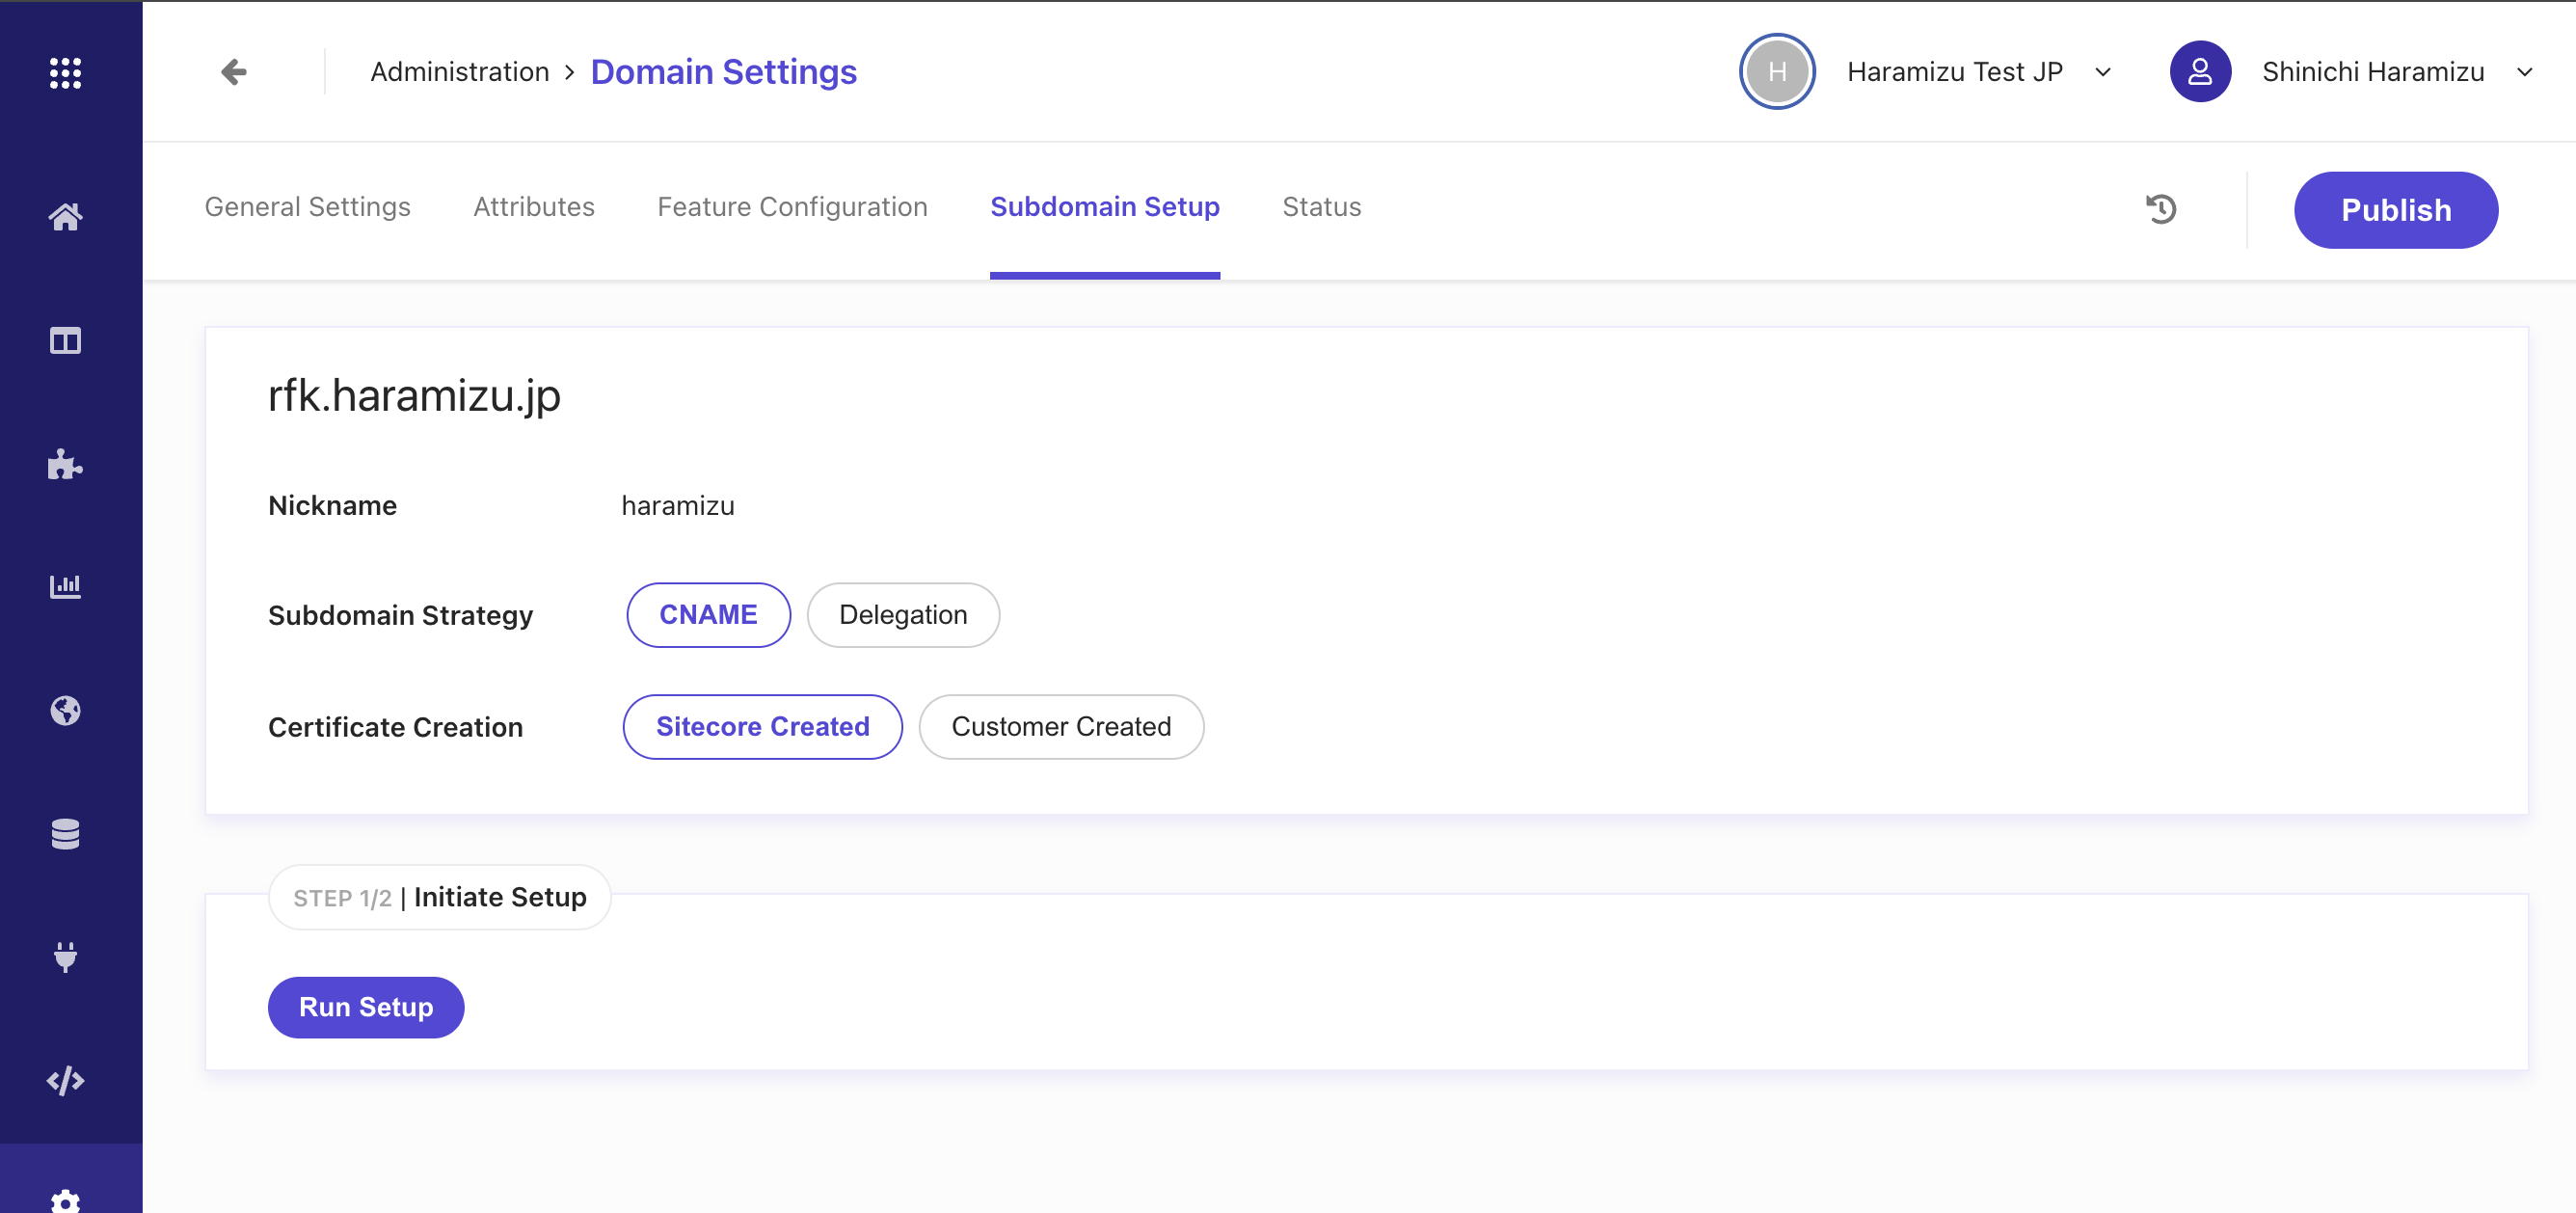 Administration > Domain Settings
H Haramizu Test JP
Shinichi Haramizu
General Settings Attributes Feature Configuration Subdomain Setup Status
Publish
rfk.haramizu.jp
Nickname haramizu
Subdomain Strategy CNAME Delegation
Certificate Creation Sitecore Created Customer Created
STEP 1/2 | Initiate Setup
Run Setup